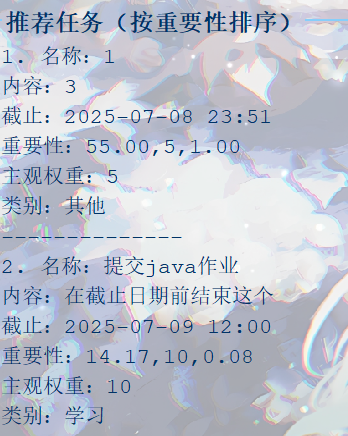 推荐任务（按重要性排序）
1. 名称：1
内容：3
截止：2025-07-08 23:51
重要性：55.00,5,1.00
主观权重：5
类别：其他
--------------
2. 名称：提交java作业
内容：在截止日期前结束这个
截止：2025-07-09 12:00
重要性：14.17,10,0.08
主观权重：10
类别：学习